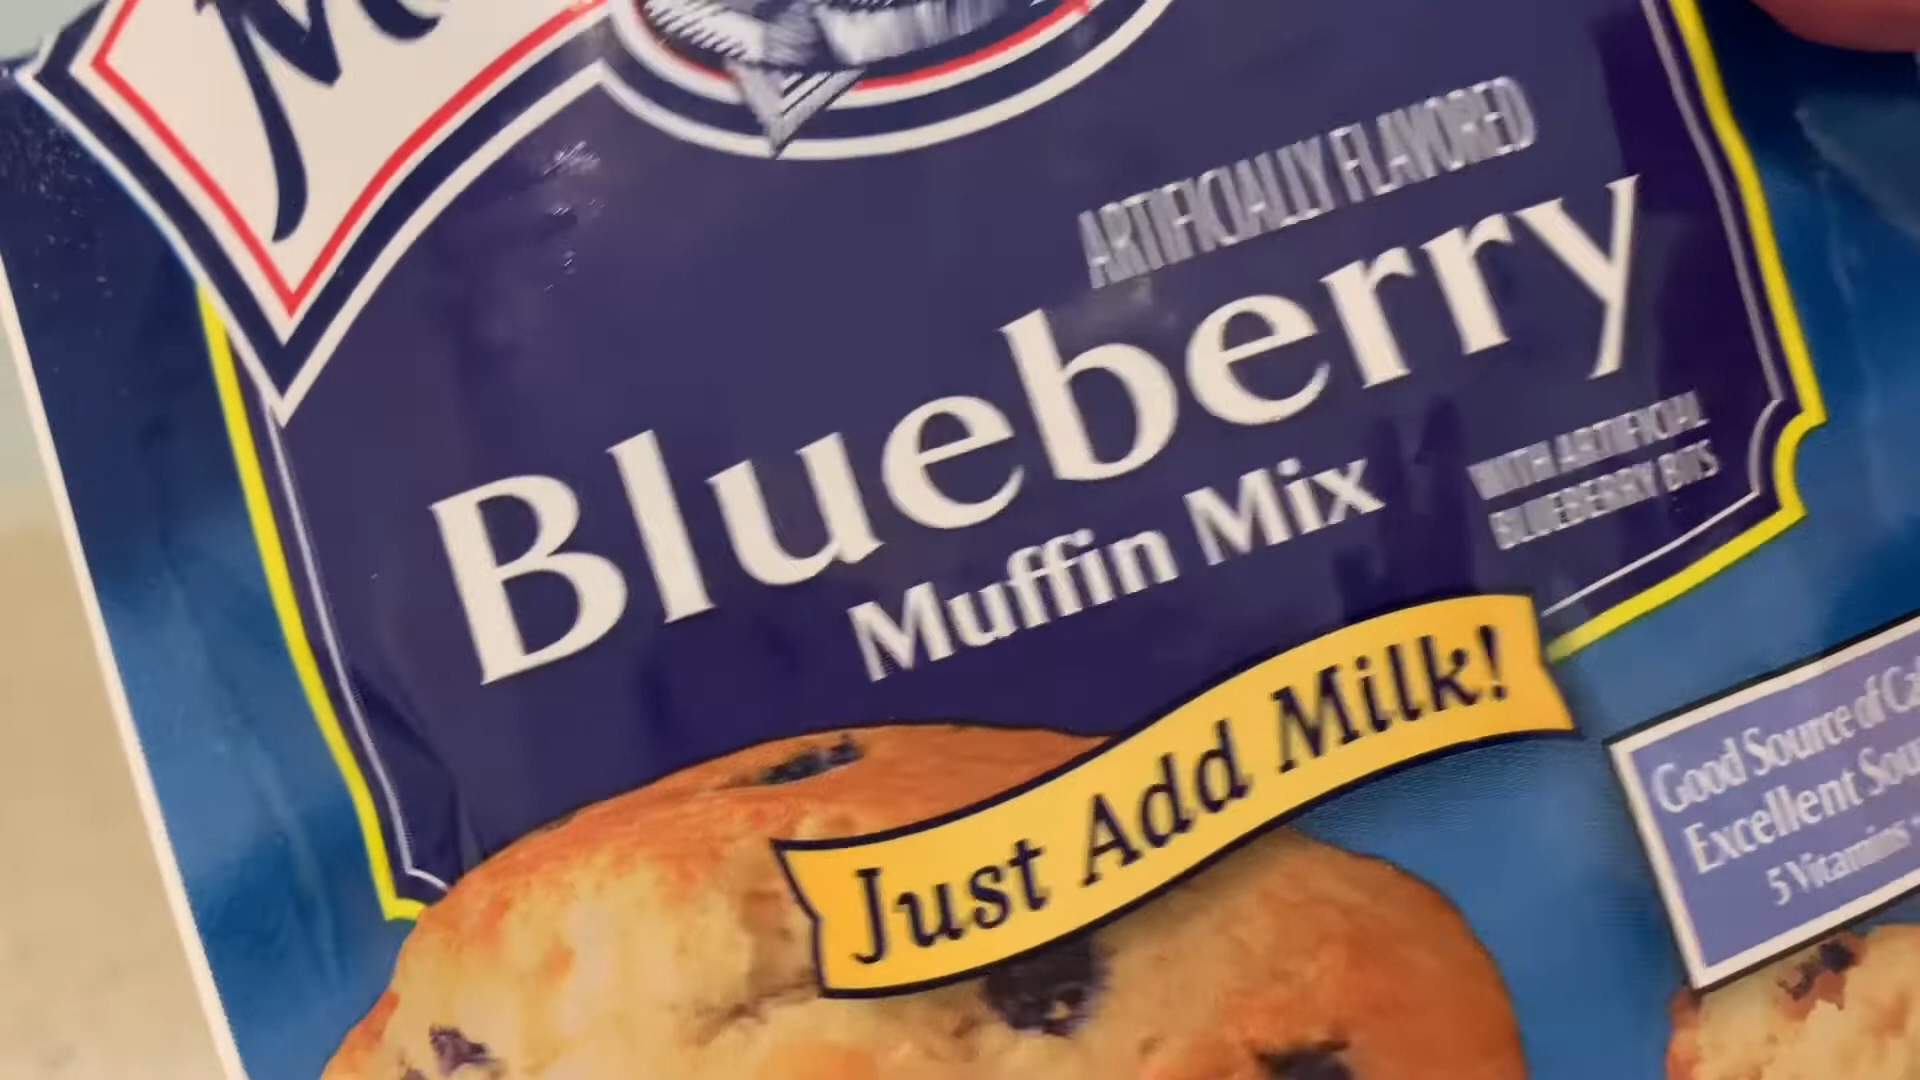 ARTIFICIALLY FLAVORED
Blueberry
Muffin Mix
WITH ARTIFICIAL
BLUEBERRY BITS
Just Add Milk!
Good Source of
Excellent
5 Vitamins